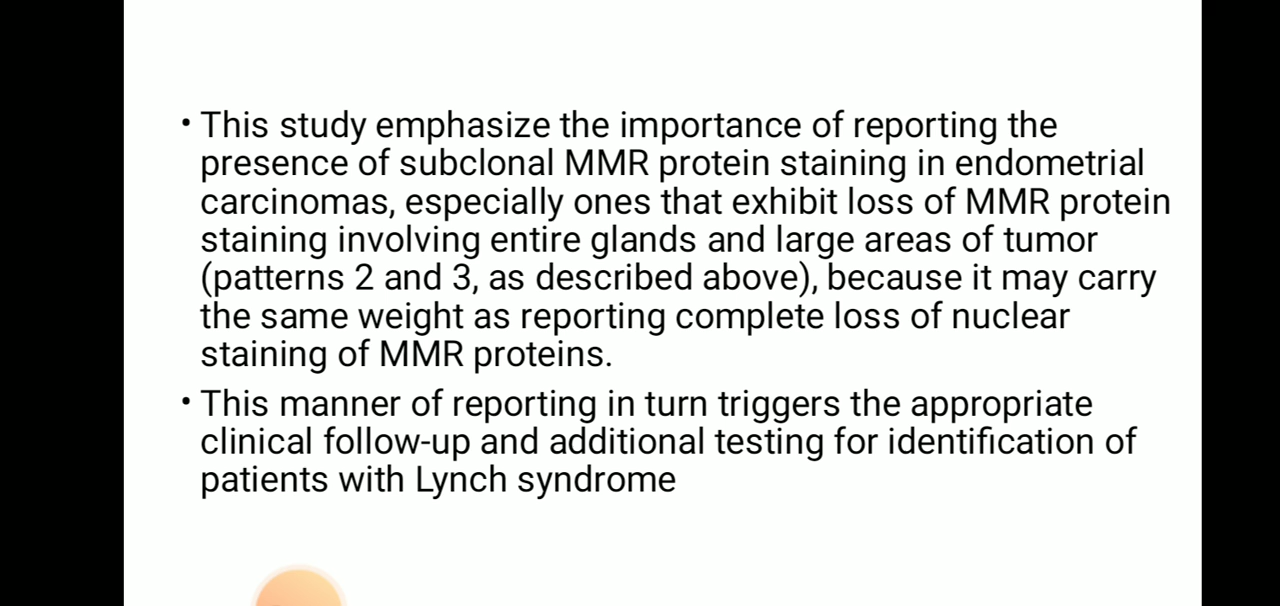 • This study emphasize the importance of reporting the
presence of subclonal MMR protein staining in endometrial
carcinomas, especially ones that exhibit loss of MMR protein
staining involving entire glands and large areas of tumor
(patterns 2 and 3, as described above), because it may carry
the same weight as reporting complete loss of nuclear
staining of MMR proteins.
• This manner of reporting in turn triggers the appropriate
clinical follow-up and additional testing for identification of
patients with Lynch syndrome